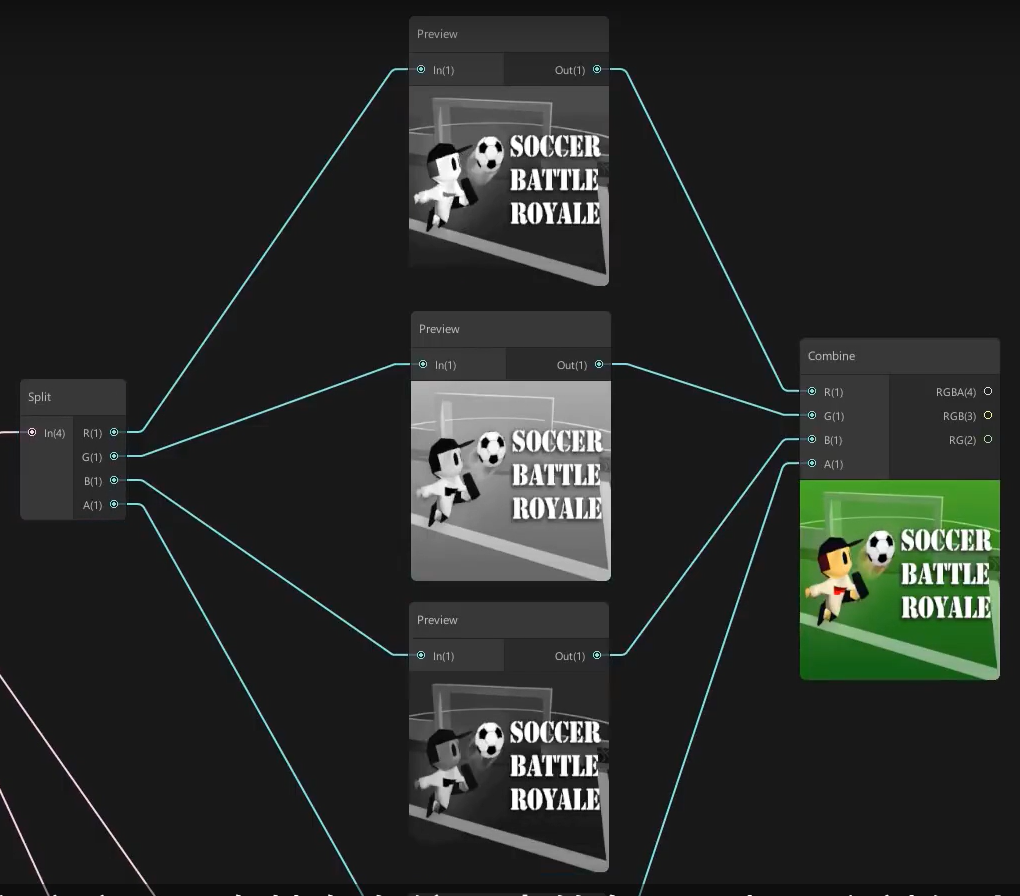 Preview
In(1)
Out(1)
SOCCER
BATTLE
ROYALE
Preview
In(1)
Out(1)
SOCCER
BATTLE
ROYALE
Split
In(4)
R(1)
G(1)
B(1)
A(1)
Preview
In(1)
Out(1)
SOCCER
BATTLE
ROYALE
Combine
R(1)
RGBA(4)
G(1)
RGB(3)
B(1)
RG(2)
A(1)
SOCCER
BATTLE
ROYALE